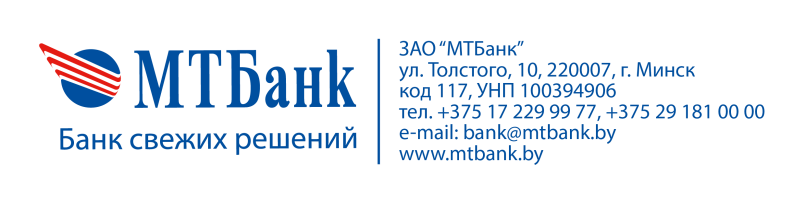 МТБанк
Банк свежих решений
ЗАО “МТБанк”
ул. Толстого, 10, 220007, г. Минск
код 117, УНП 100394906
тел. +375 17 229 99 77, +375 29 181 00 00
e-mail: bank@mtbank.by
www.mtbank.by